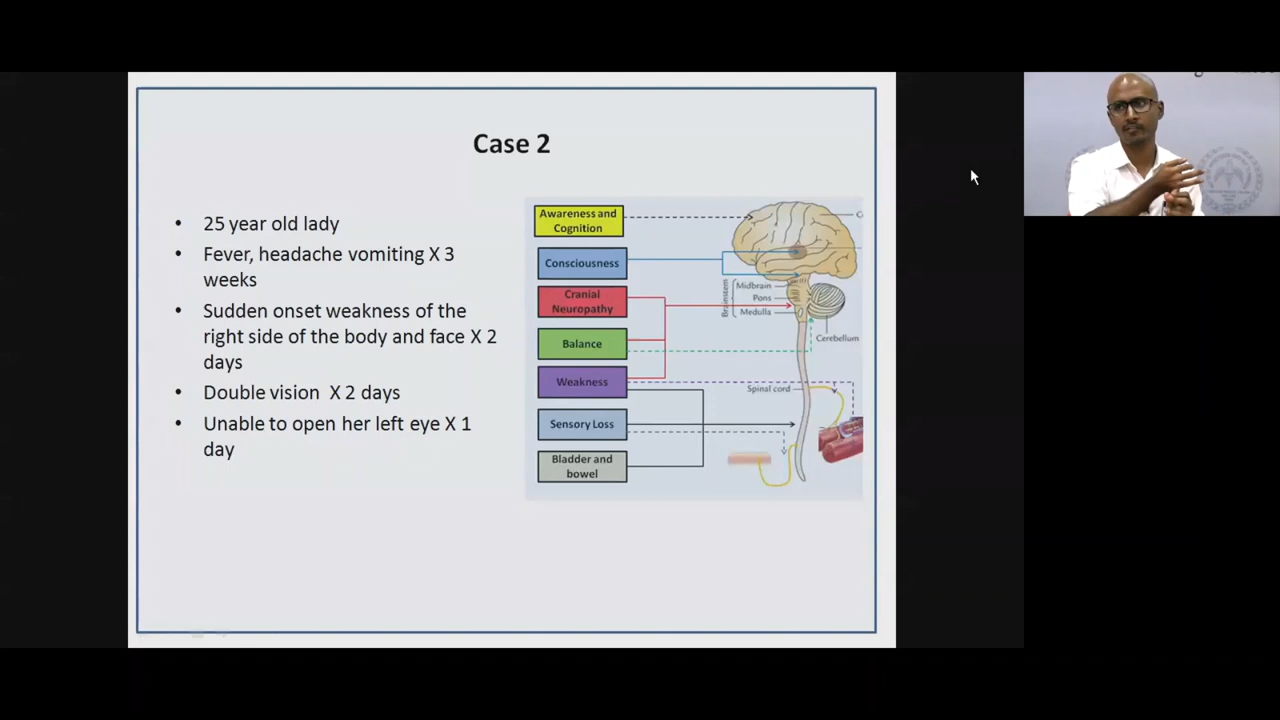 Case 2
• 25 year old lady
• Fever, headache vomiting X 3
weeks
• Sudden onset weakness of the
right side of the body and face X 2
days
• Double vision X 2 days
• Unable to open her left eye X 1
day
Awareness and
Cognition
Consciousness
Cranial
Neuropathy
Balance
Weakness
Sensory Loss
Bladder and
bowel
Brainstem
Midbrain
Pons
Medulla
Cerebellum
Spinal cord